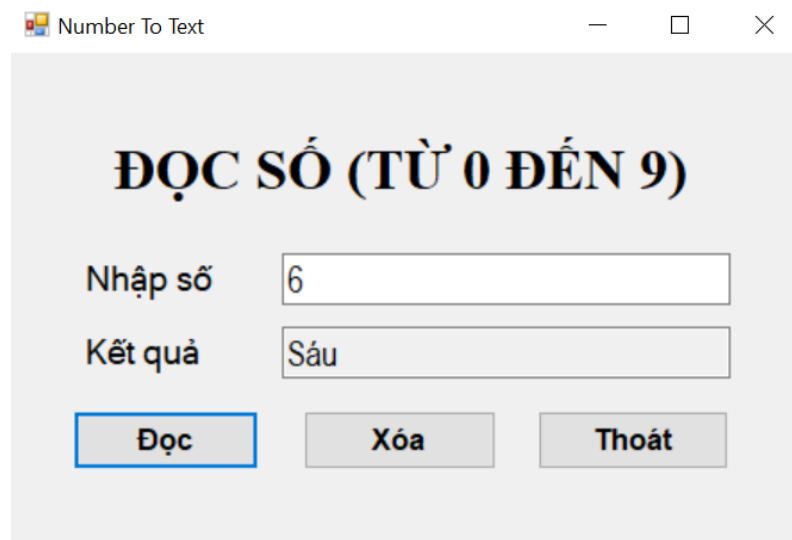 Number To Text
ĐỌC SỐ (TỪ 0 ĐẾN 9)
Nhập số 6
Kết quả Sáu
Đọc Xóa Thoát